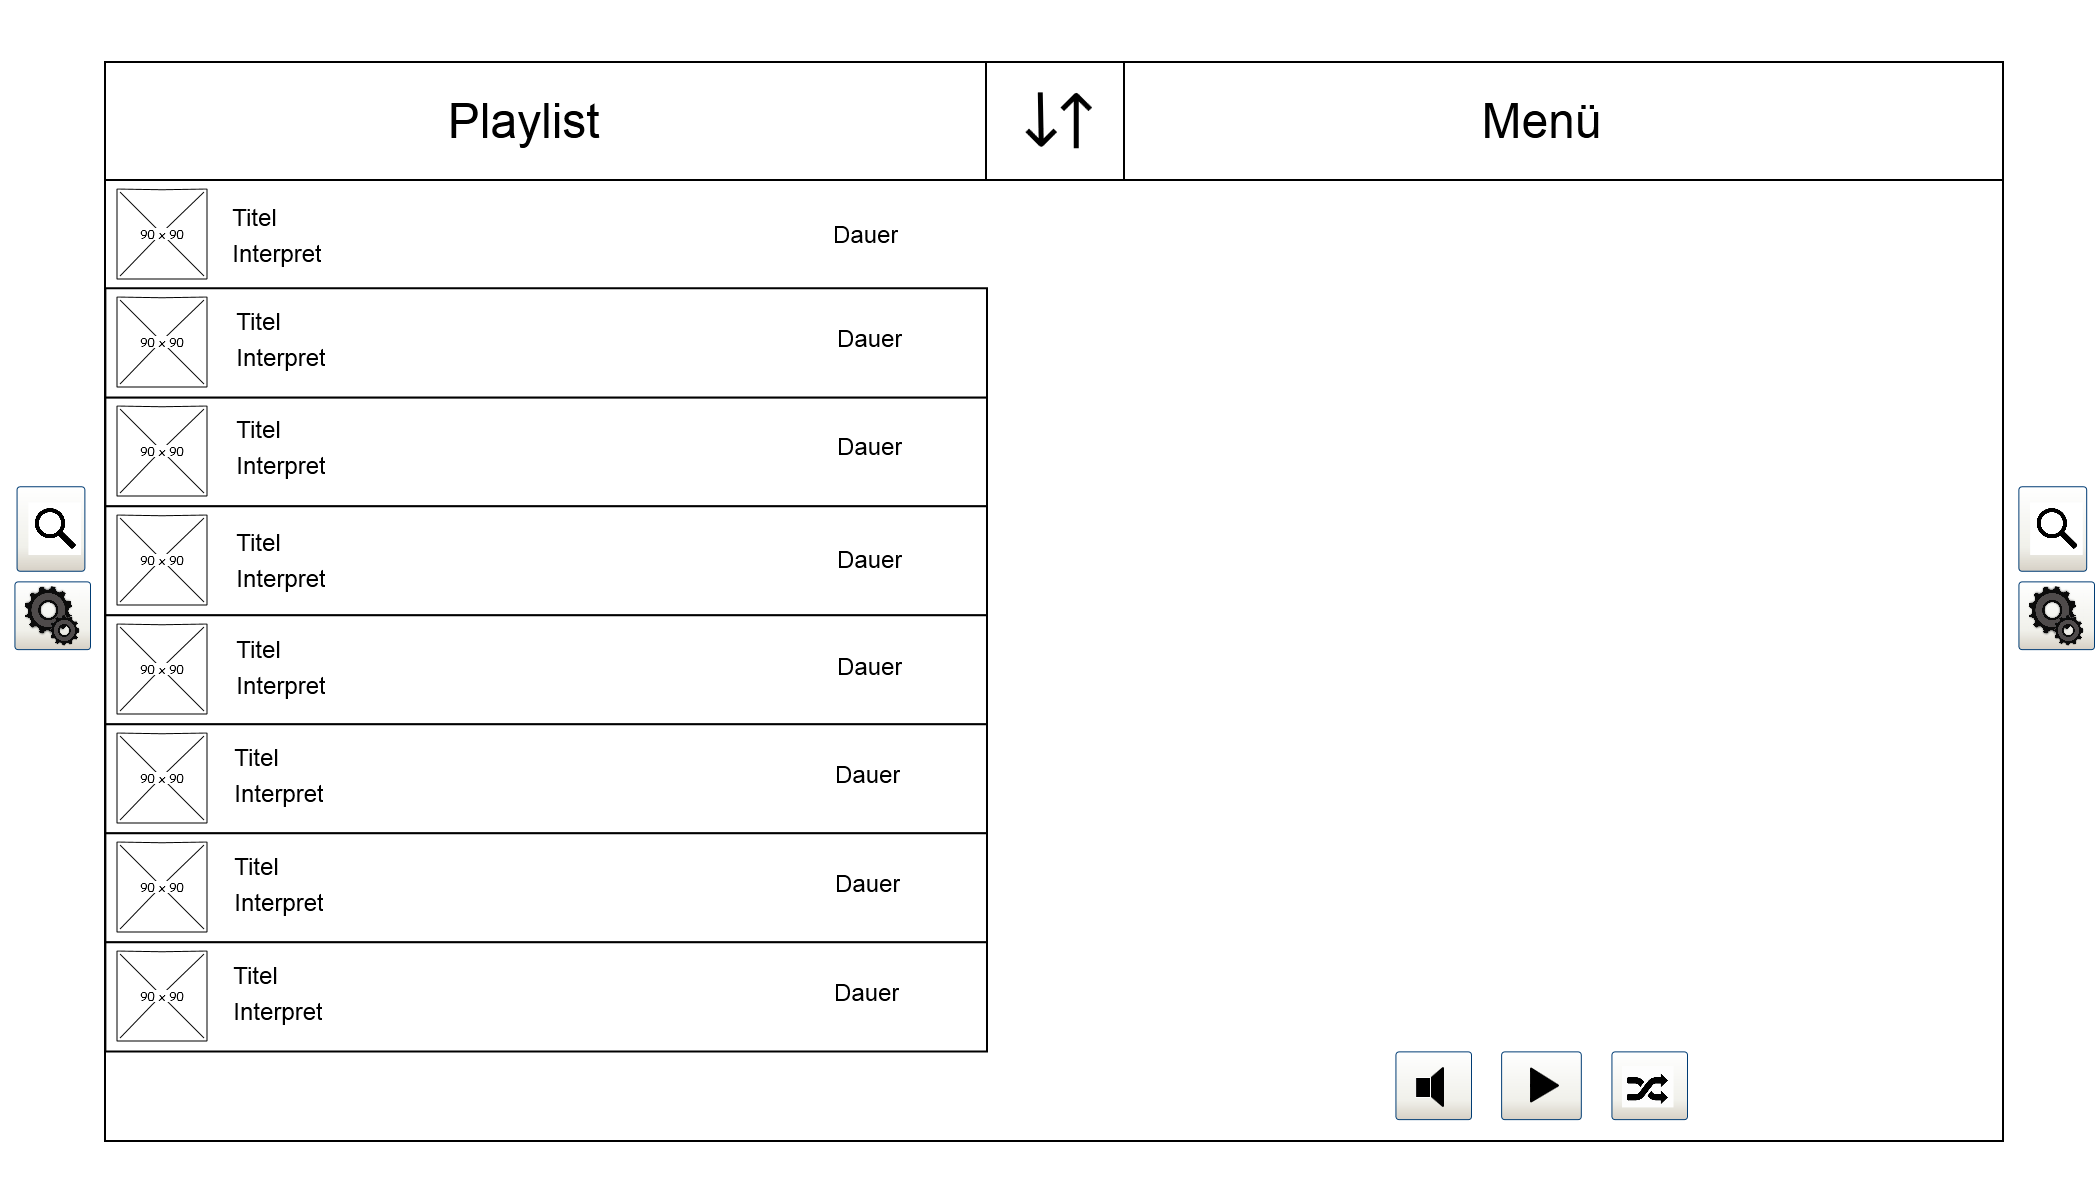 Playlist
Menü
90 x 90
Titel
Interpret
Dauer
90 x 90
Titel
Interpret
Dauer
90 x 90
Titel
Interpret
Dauer
90 x 90
Titel
Interpret
Dauer
90 x 90
Titel
Interpret
Dauer
90 x 90
Titel
Interpret
Dauer
90 x 90
Titel
Interpret
Dauer
90 x 90
Titel
Interpret
Dauer